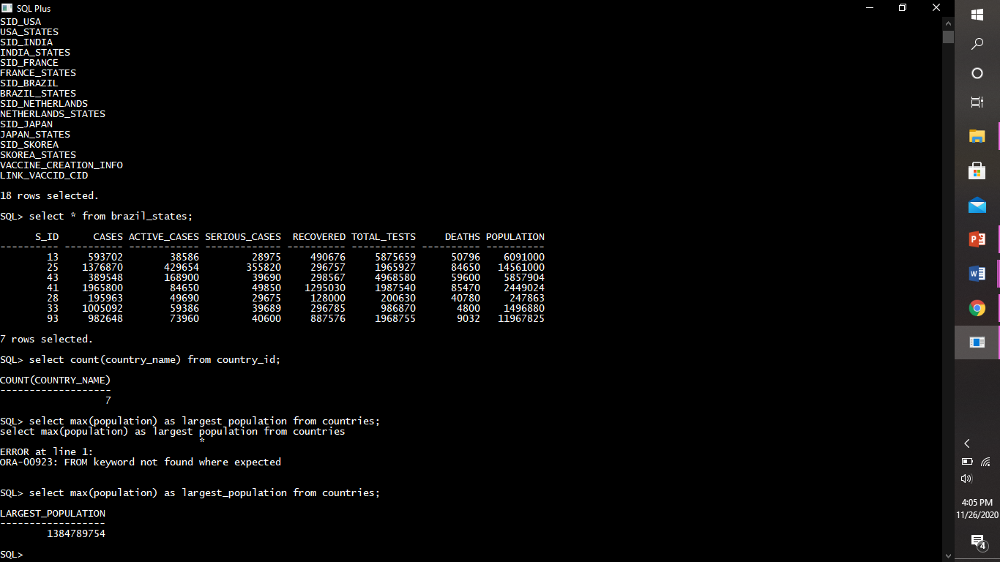 SQL Plus
SID_USA
USA_STATES
SID_INDIA
INDIA_STATES
SID_FRANCE
FRANCE_STATES
SID_BRAZIL
BRAZIL_STATES
SID_NETHERLANDS
NETHERLANDS_STATES
SID_JAPAN
JAPAN_STATES
SID_SKOREA
SKOREA_STATES
VACCINE_CREATION_INFO
LINK_VACCID_CID
18 rows selected.
SQL> select * from brazil_states;
S_ID CASES ACTIVE_CASES SERIOUS_CASES RECOVERED TOTAL_TESTS DEATHS POPULATION
---------- ---------- ------------ ------------- ---------- ----------- ---------- ----------
13 593702 38586 28975 490676 5875659 50796 6091000
25 1376870 429654 355820 296757 1965927 84650 14561000
43 389548 168900 39690 298567 4968580 59600 5857904
41 1965800 84650 49850 1295030 1987540 85470 2449024
28 195963 49690 29675 128000 200630 40780 247863
33 1005092 59386 39689 296785 986870 4800 1496880
93 982648 73960 40600 887576 1968755 9032 11967825
7 rows selected.
SQL> select count(country_name) from country_id;
COUNT(COUNTRY_NAME)
-------------------
7
SQL> select max(population) as largest population from countries;
select max(population) as largest population from countries
*
ERROR at line 1:
ORA-00923: FROM keyword not found where expected
SQL> select max(population) as largest_population from countries;
LARGEST_POPULATION
------------------
1384789754
SQL>
4:05 PM
11/26/2020
4